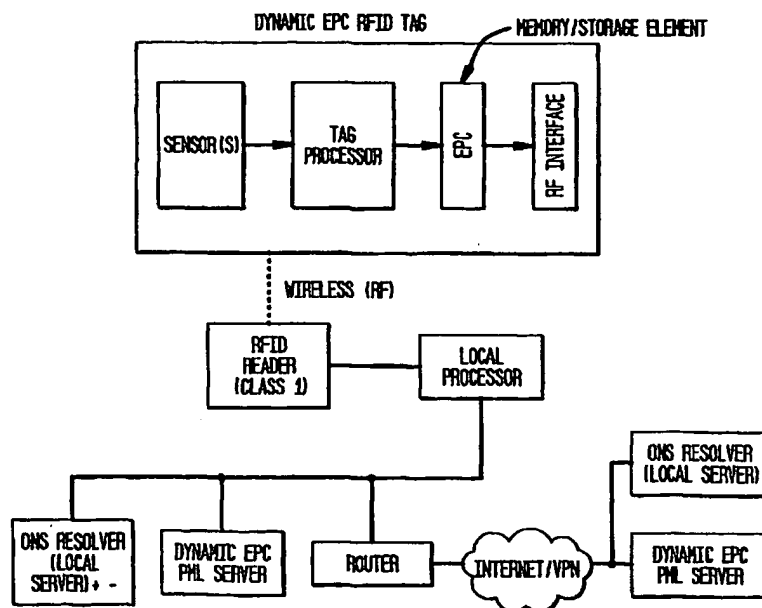 DYNAMIC EPC RFID TAG
MEMORY/STORAGE ELEMENT
SENSOR(S)
TAG
PROCESSOR
EPC
RF INTERFACE
WIRELESS (RF)
RFID
READER
(CLASS 1)
LOCAL
PROCESSOR
ONS RESOLVER
(LOCAL SERVER)
ONS RESOLVER
(LOCAL
SERVER)+ -
DYNAMIC EPC
PML SERVER
ROUTER
INTERNET/VPN
DYNAMIC EPC
PML SERVER